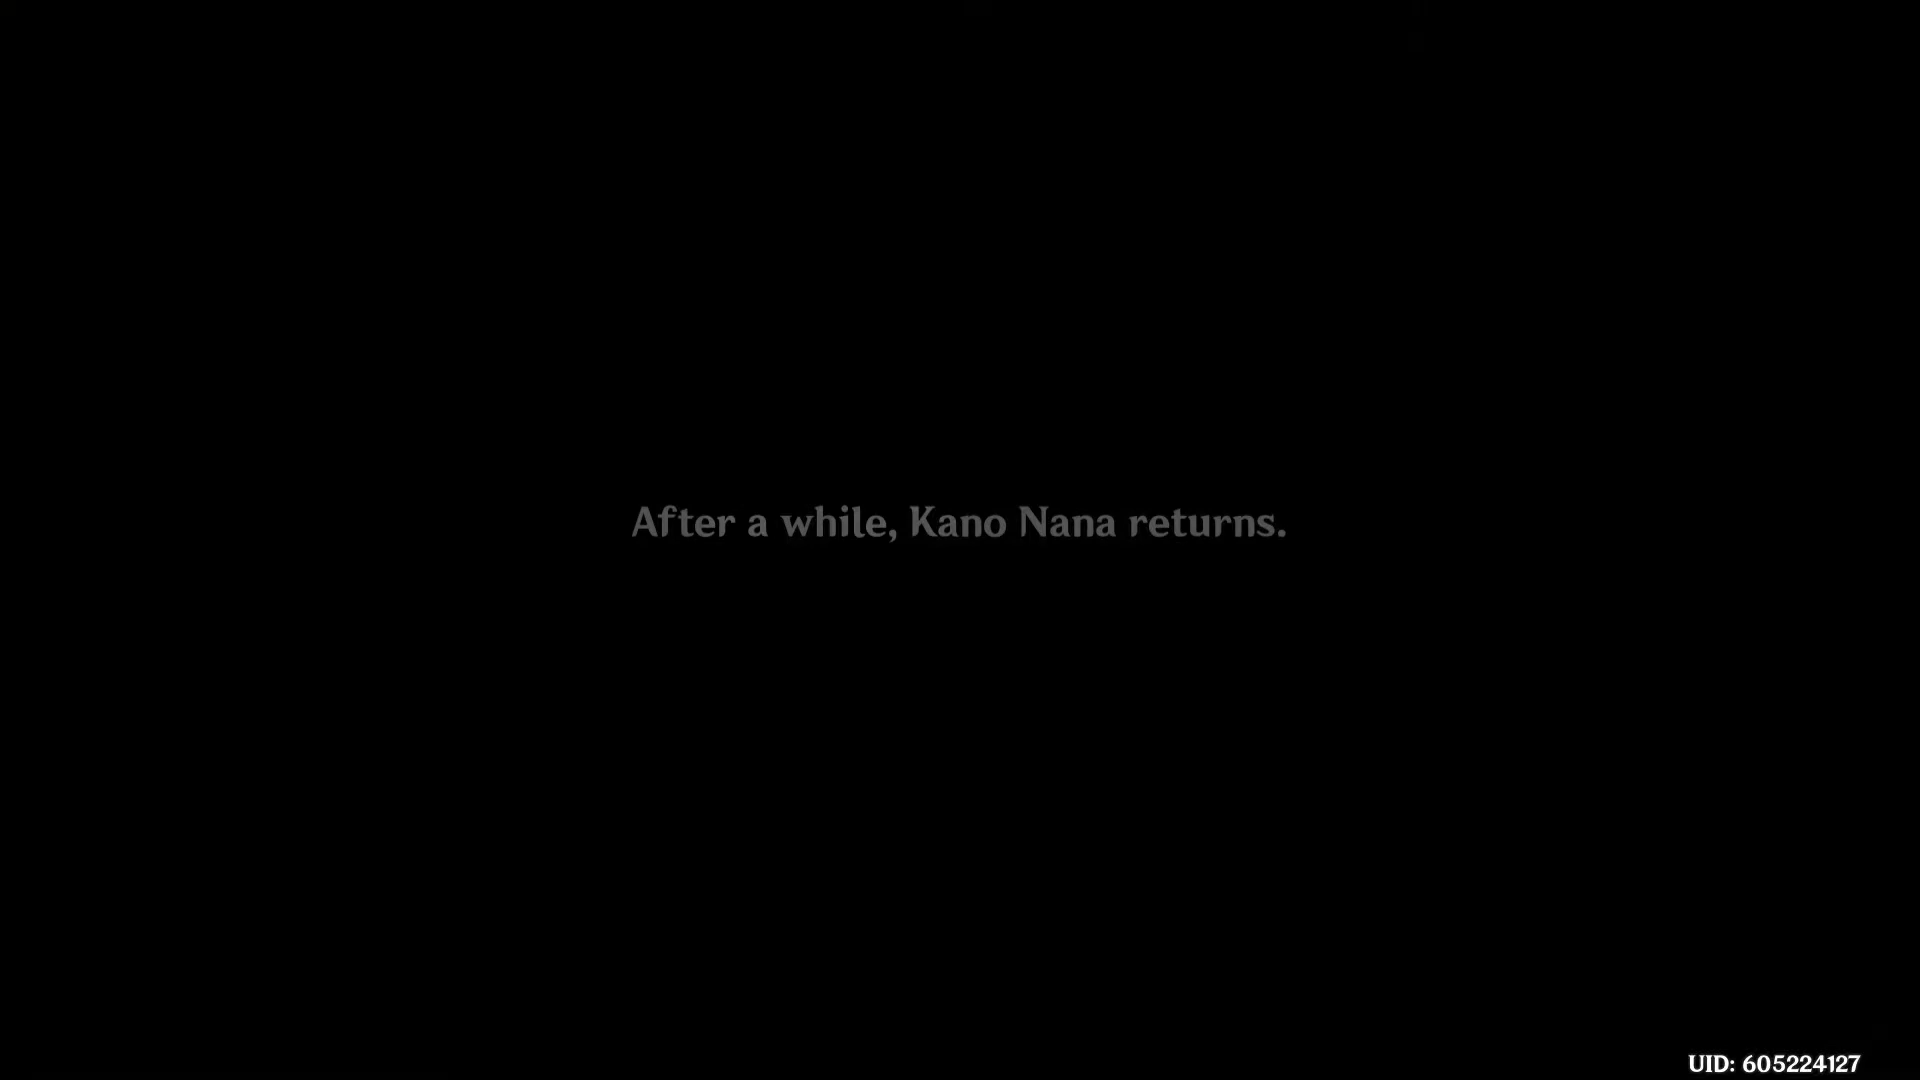 After a while, Kano Nana returns.
UID: 605224127